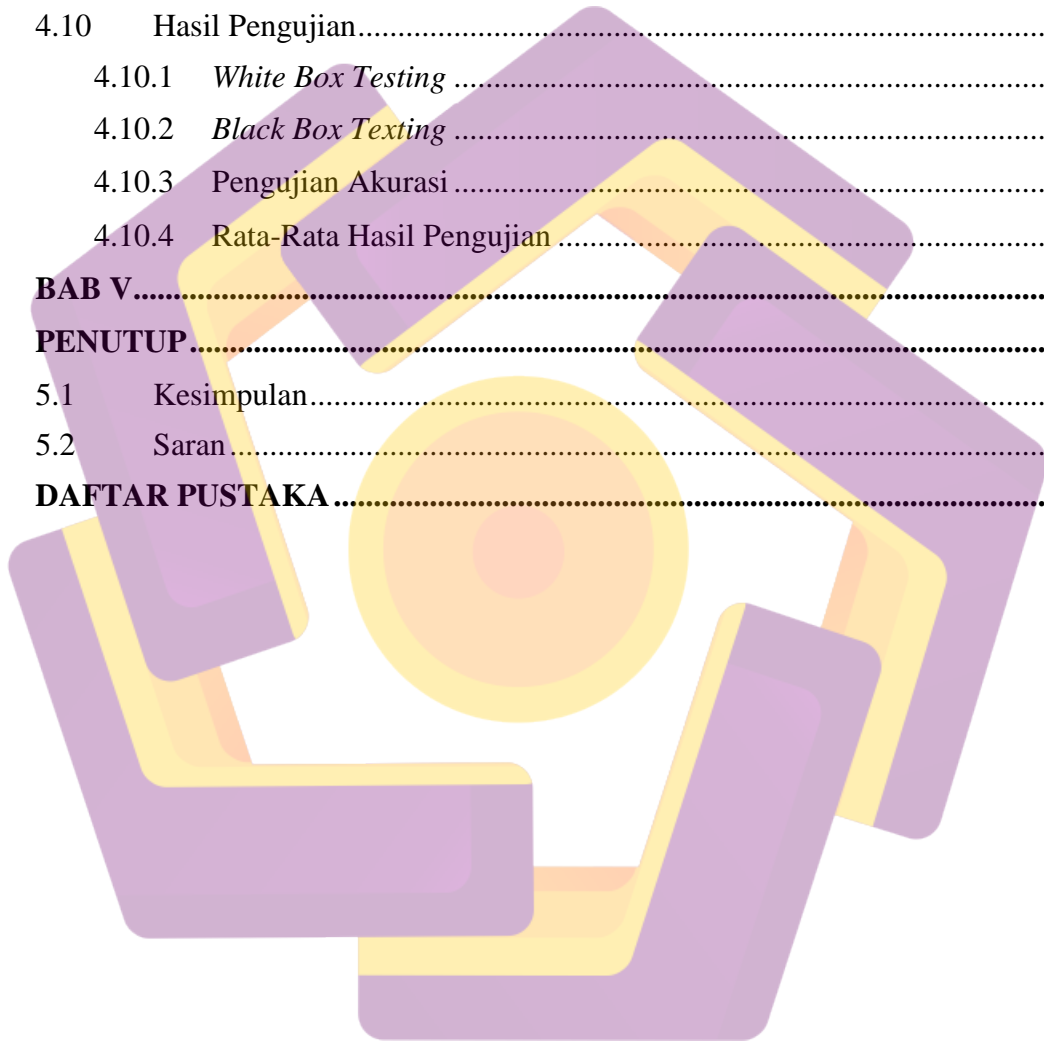 4.10 Hasil Pengujian....................................................................................................
4.10.1 White Box Testing ....................................................................................
4.10.2 Black Box Texting ....................................................................................
4.10.3 Pengujian Akurasi ....................................................................................
4.10.4 Rata-Rata Hasil Pengujian .......................................................................
BAB V....................................................................................................................
PENUTUP..............................................................................................................
5.1 Kesimpulan..........................................................................................................
5.2 Saran ....................................................................................................................
DAFTAR PUSTAKA ...........................................................................................